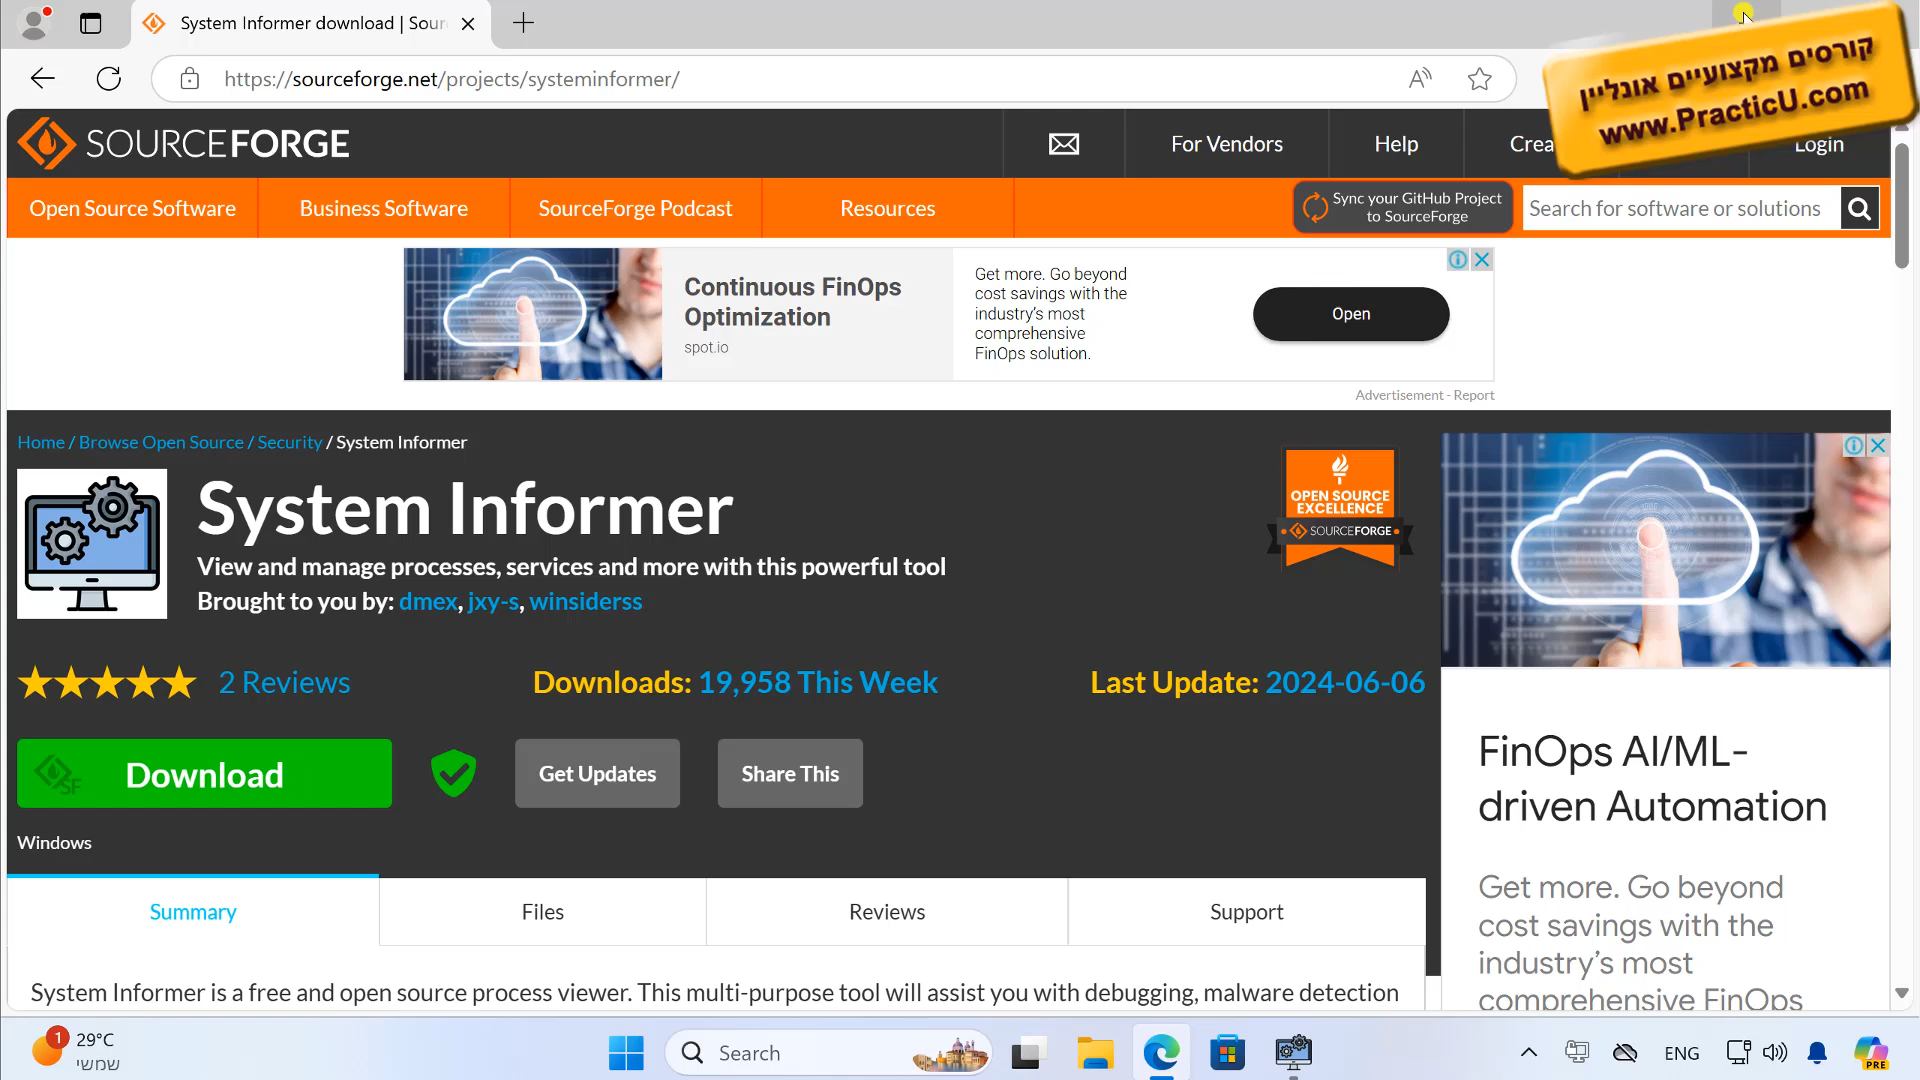 System Informer download | Sour
https://sourceforge.net/projects/systeminformer/
קורסים מקצועיים אונליין
www.PracticU.com
SOURCEFORGE
For Vendors
Help
Crea
Login
Open Source Software
Business Software
SourceForge Podcast
Resources
Sync your GitHub Project
to SourceForge
Search for software or solutions
Continuous FinOps
Optimization
spot.io
Get more. Go beyond
cost savings with the
industry's most
comprehensive
FinOps solution.
Open
Advertisement - Report
Home / Browse Open Source / Security / System Informer
System Informer
View and manage processes, services and more with this powerful tool
Brought to you by: dmex, jxy-s, winsiderss
OPEN SOURCE
EXCELLENCE
SOURCEFORGE
2 Reviews
Downloads: 19,958 This Week
Last Update: 2024-06-06
SF
Download
Get Updates
Share This
Windows
FinOps AI/ML-
driven Automation
Get more. Go beyond
cost savings with the
industry's most
comprehensive FinOps
Summary
Files
Reviews
Support
System Informer is a free and open source process viewer. This multi-purpose tool will assist you with debugging, malware detection
1
29°C
שמשי
Search
ENG
PRE